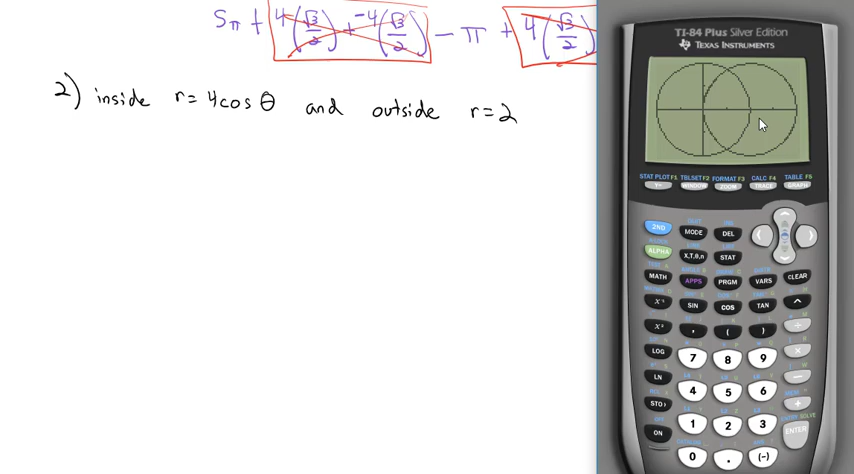 5π + 4(√3/2) + -4(√3/2) - π + 4(√3/2)
2) inside r=4cos θ and outside r=2
TI-84 Plus Silver Edition
TEXAS INSTRUMENTS
STAT PLOT F1 TBLSET F2 FORMAT F3 CALC F4 TABLE F5
Y= WINDOW ZOOM TRACE GRAPH
2ND MODE DEL
ALPHA X,T,θ,n STAT
MATH APPS PRGM VARS CLEAR
SIN COS TAN ^
x² , ( ) ÷
LOG 7 8 9 ×
LN 4 5 6 −
STO› 1 2 3 +
ON 0 . (-) ENTER